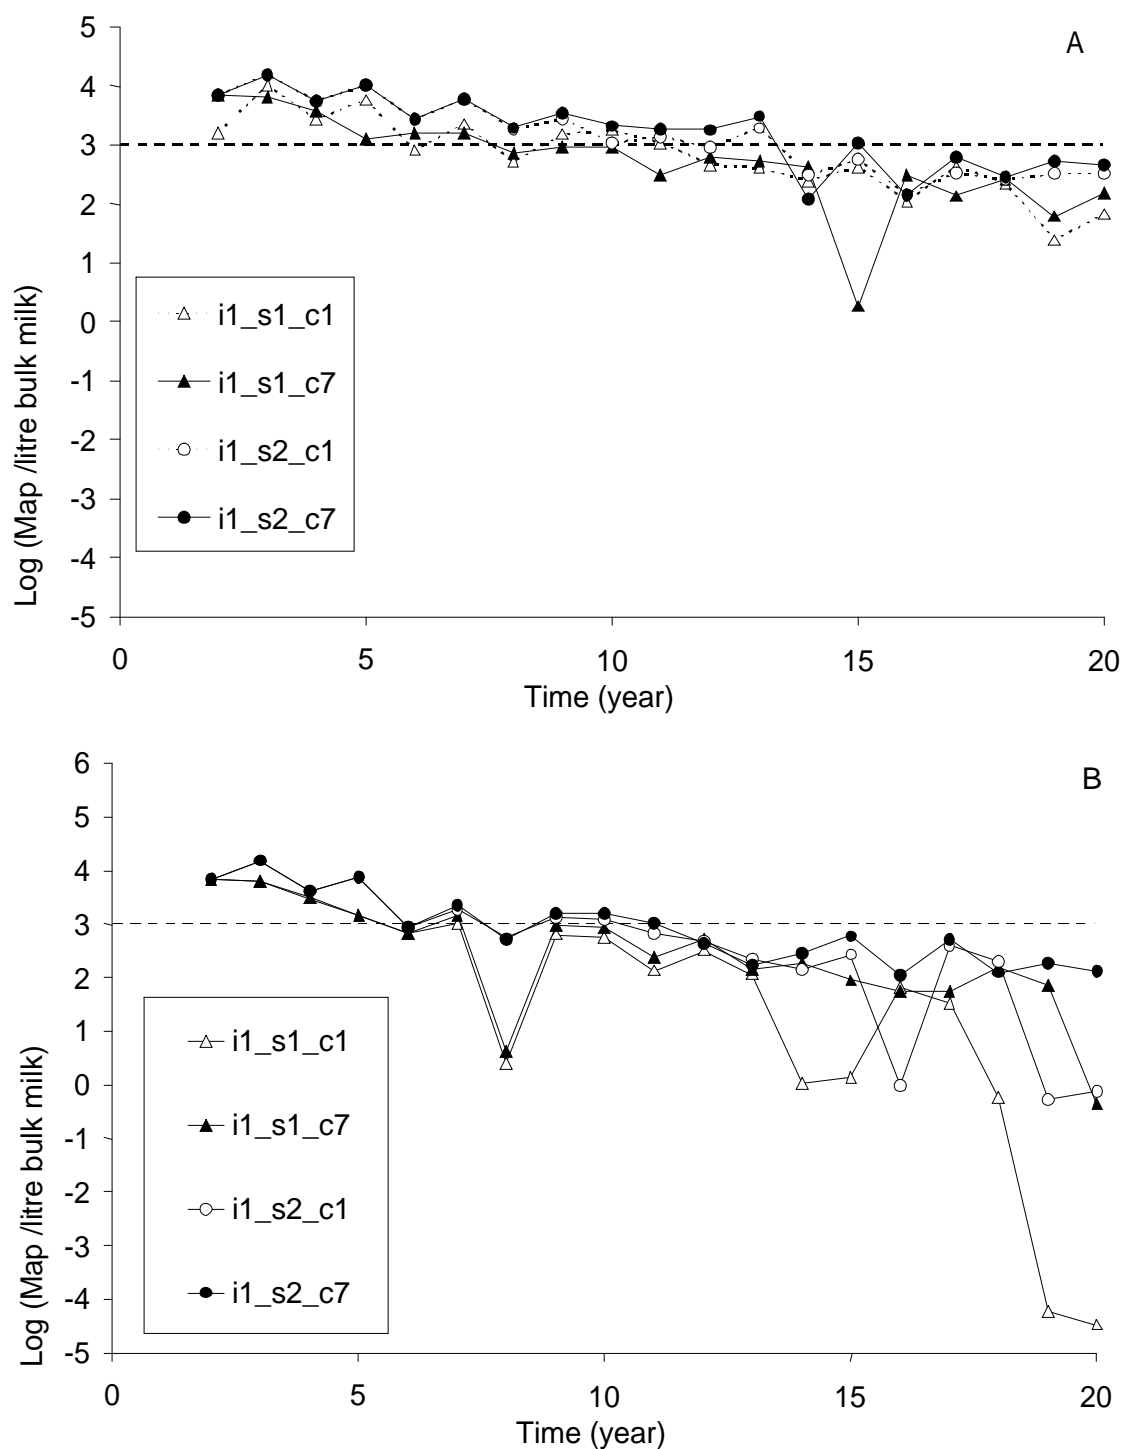 A
5
4
3
2
1
0
-1
-2
-3
-4
-5
Log (Map /litre bulk milk)
i1_s1_c1
i1_s1_c7
i1_s2_c1
i1_s2_c7
0 5 10 15 20
Time (year)
B
6
5
4
3
2
1
0
-1
-2
-3
-4
-5
Log (Map /litre bulk milk)
i1_s1_c1
i1_s1_c7
i1_s2_c1
i1_s2_c7
0 5 10 15 20
Time (year)